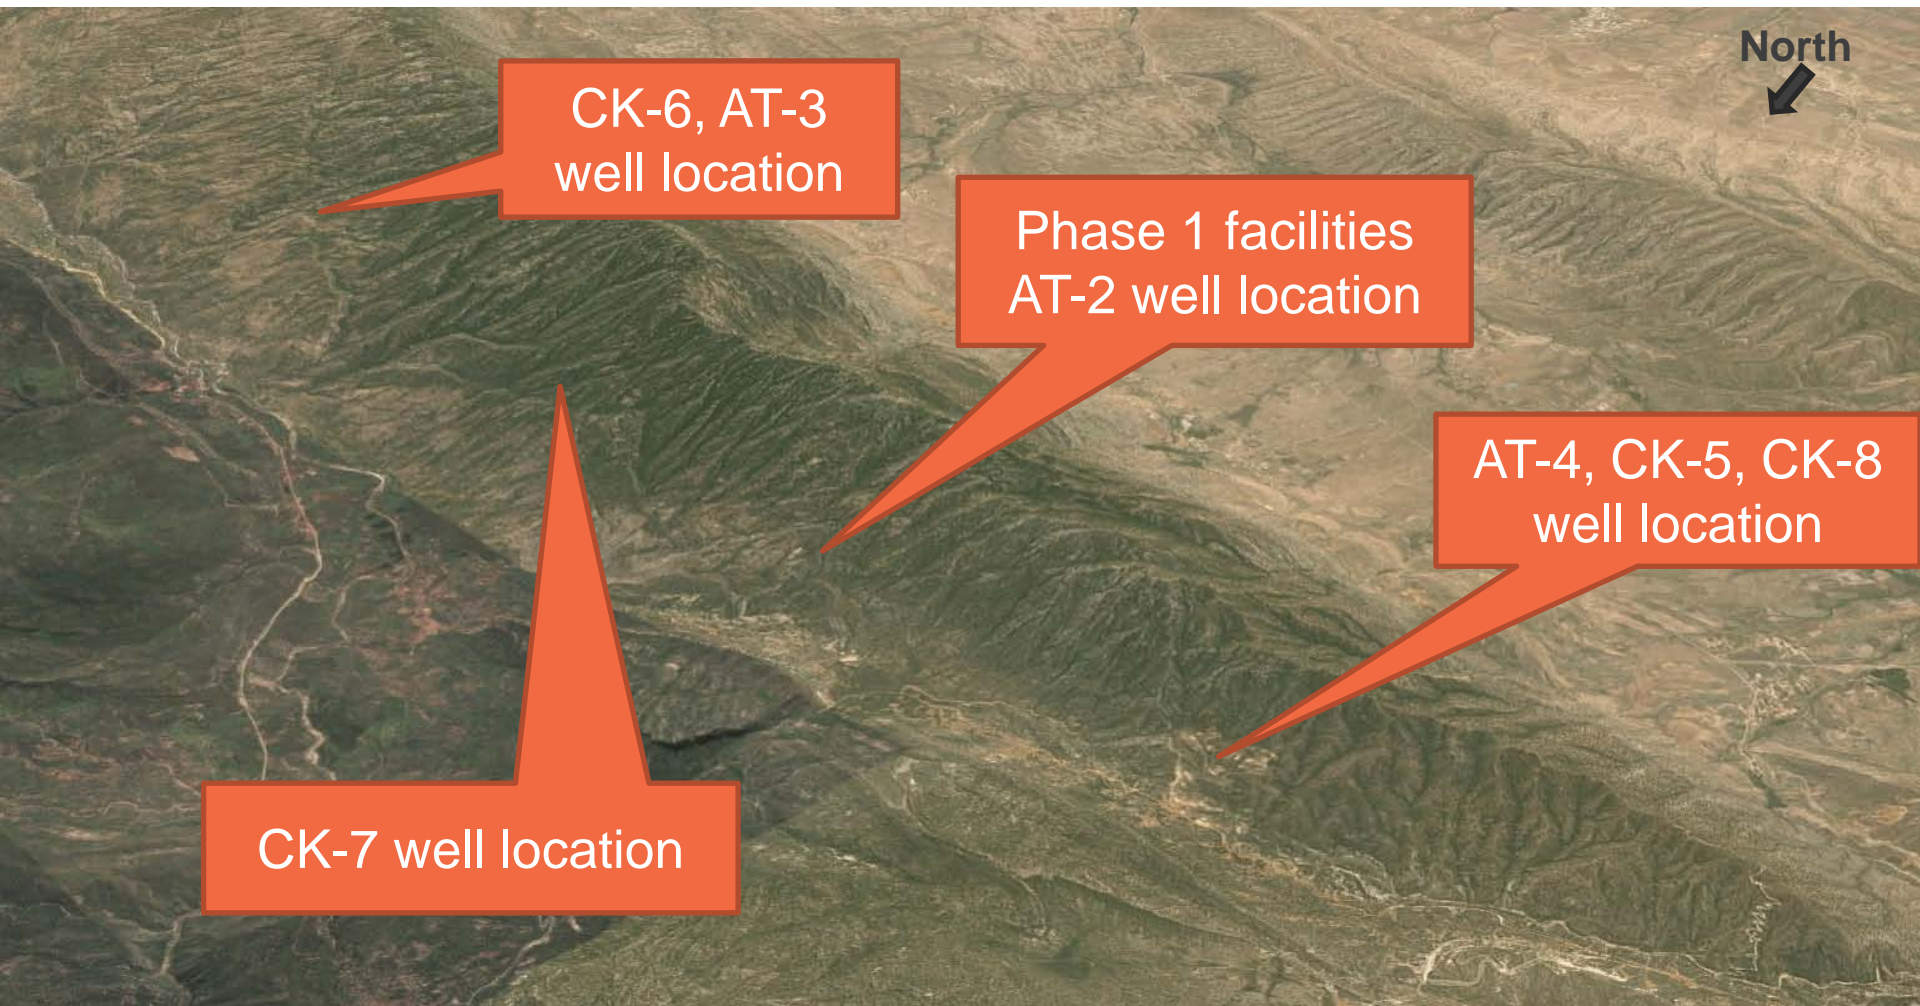 North
CK-6, AT-3
well location
Phase 1 facilities
AT-2 well location
AT-4, CK-5, CK-8
well location
CK-7 well location